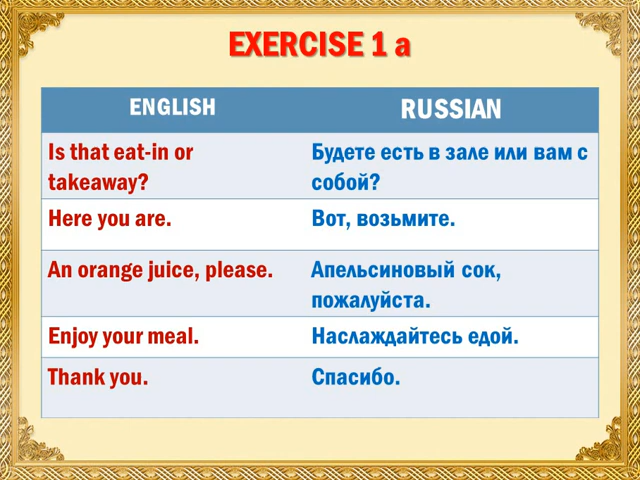 EXERCISE 1 a
ENGLISH
RUSSIAN
Is that eat-in or
takeaway?
Будете есть в зале или вам с
собой?
Here you are.
Вот, возьмите.
An orange juice, please.
Апельсиновый сок,
пожалуйста.
Enjoy your meal.
Наслаждайтесь едой.
Thank you.
Спасибо.